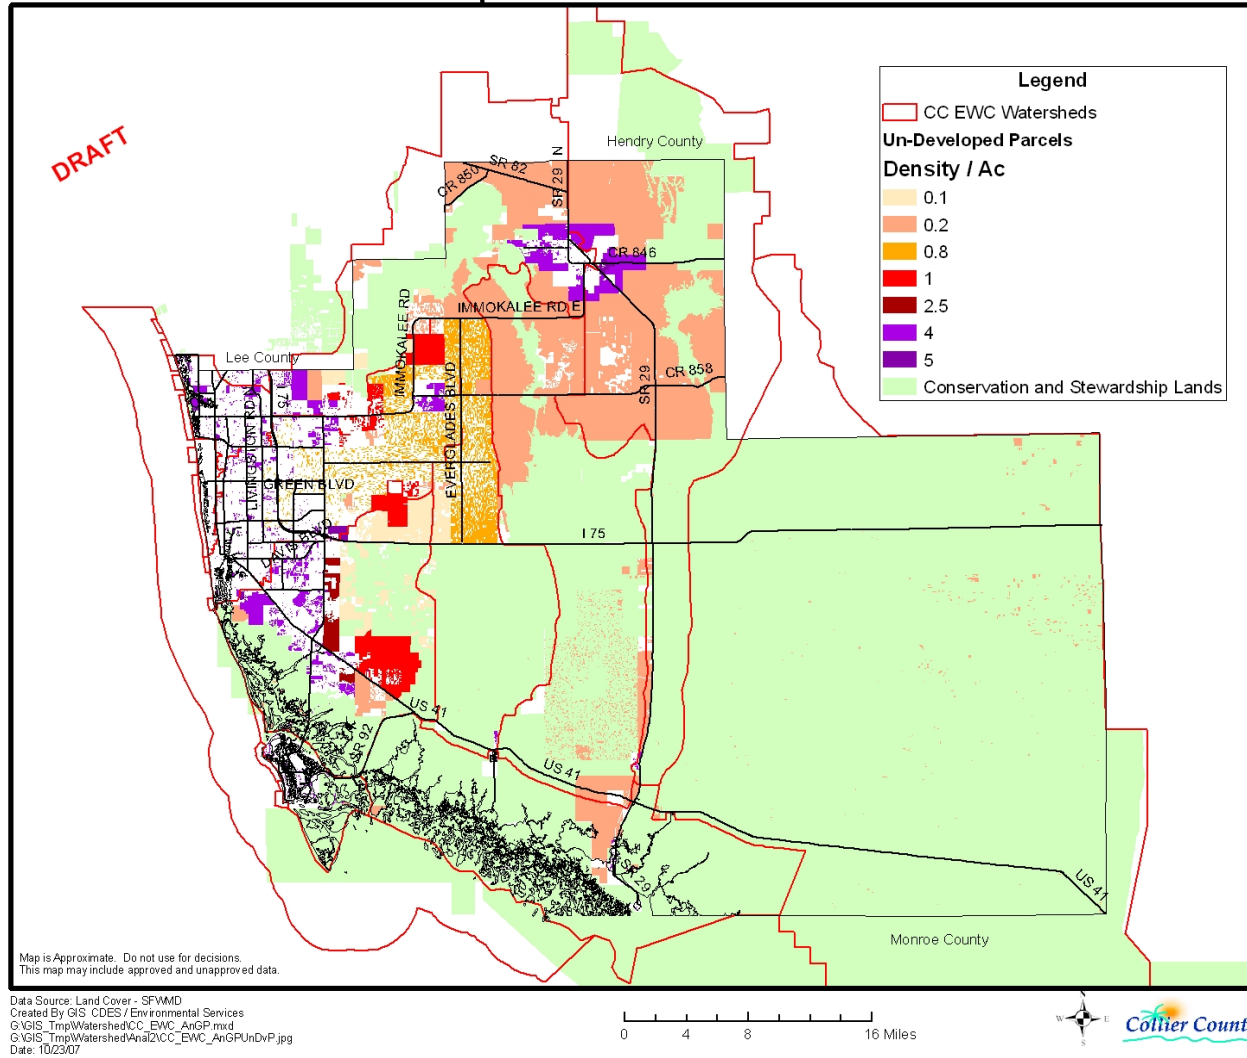 DRAFT
Legend
CC EWC Watersheds
Un-Developed Parcels
Density / Ac
0.1
0.2
0.8
1
2.5
4
5
Conservation and Stewardship Lands
Hendry County
SR 82
CR 850
SR 29 N
CR 846
IMMOKALEE RD E
IMMOKALEE RD
Lee County
CR 858
SR 29
I 75
LIVINGSTON RD
EVERGLADES BLVD
GREEN BLVD
I 75
US 41
SR 92
US 41
SR 29
US 41
Monroe County
Map is Approximate. Do not use for decisions.
This map may include approved and unapproved data.
Data Source: Land Cover - SFWMD
Created By GIS CDES / Environmental Services
G:\GIS_Tmp\Watershed\CC_EWC_AnGP.mxd
G:\GIS_Tmp\Watershed\Anal2\CC_EWC_AnGPUnDvP.jpg
Date: 10/23/07
0 4 8 16 Miles
N
W E
S
Collier Count